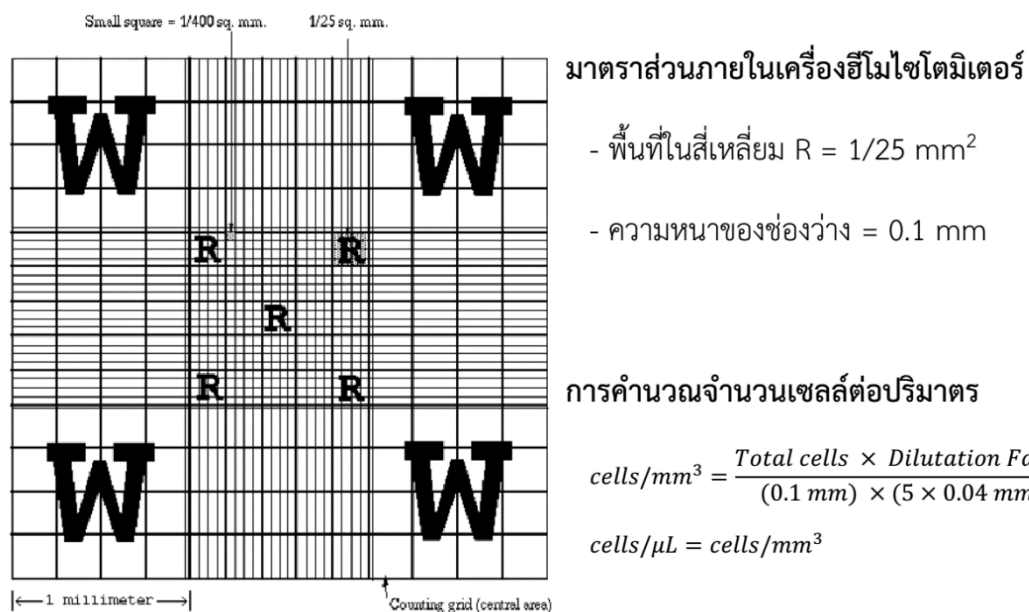 Small square = 1/400 sq. mm.
1/25 sq. mm.
W
W
R
R
R
R
R
W
W
1 millimeter
Counting grid (central area)
มาตราส่วนภายในเครื่องฮีโมไซโตมิเตอร์
- พื้นที่ในสี่เหลี่ยม R = 1/25 mm²
- ความหนาของช่องว่าง = 0.1 mm
การคำนวณจำนวนเซลล์ต่อปริมาตร
cells/mm³ = Total cells × Dilutation
(0.1 mm) × (5 × 0.04 mm
cells/μL = cells/mm³